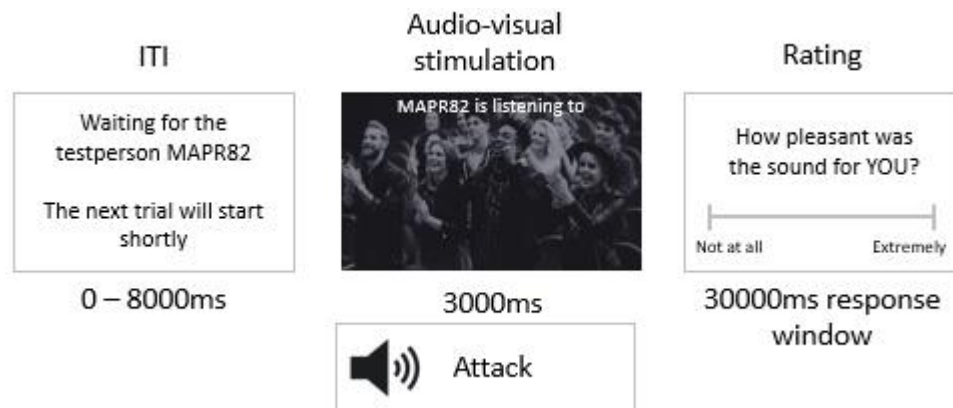 ITI
Waiting for the
testperson MAPR82
The next trial will start
shortly
0 – 8000ms
Audio-visual
stimulation
MAPR82 is listening to
3000ms
Attack
Rating
How pleasant was
the sound for YOU?
Not at all
Extremely
30000ms response
window